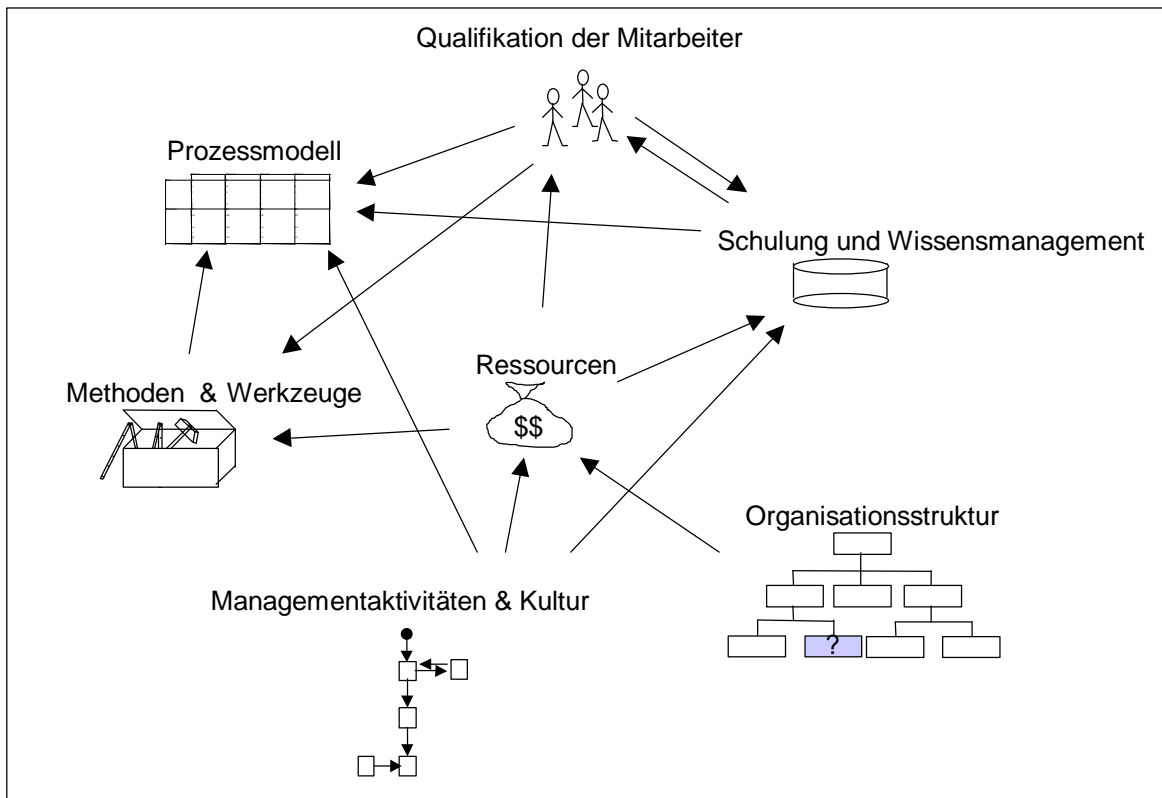 Qualifikation der Mitarbeiter
Prozessmodell
Schulung und Wissensmanagement
Ressourcen
Methoden & Werkzeuge
$$
Organisationsstruktur
Managementaktivitäten & Kultur
?